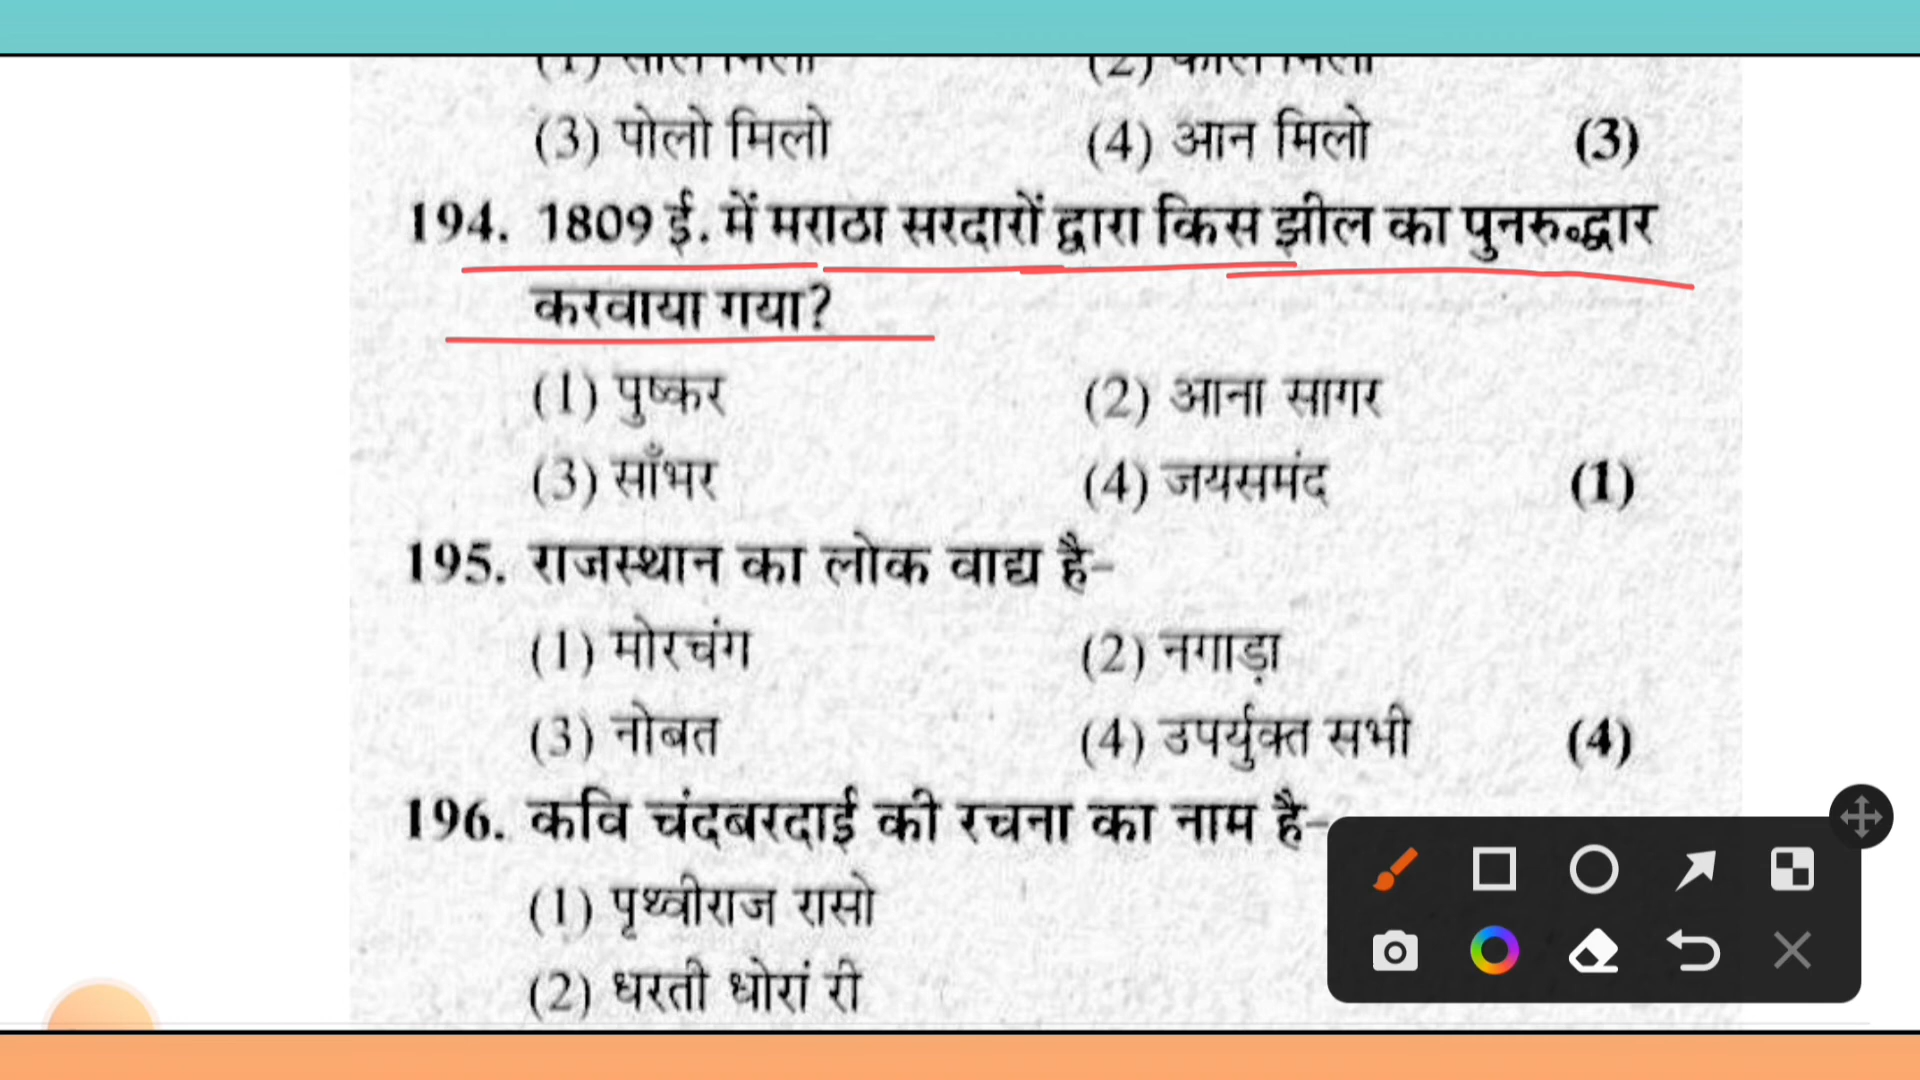 (3) पोलो मिलो (4) आन मिलो (3)
194. 1809 ई. में मराठा सरदारों द्वारा किस झील का पुनरुद्धार
करवाया गया?
(1) पुष्कर (2) आना सागर
(3) साँभर (4) जयसमंद (1)
195. राजस्थान का लोक वाद्य है-
(1) मोरचंग (2) नगाड़ा
(3) नोबत (4) उपर्युक्त सभी (4)
196. कवि चंदबरदाई की रचना का नाम है-
(1) पृथ्वीराज रासो
(2) धरती धोरां री